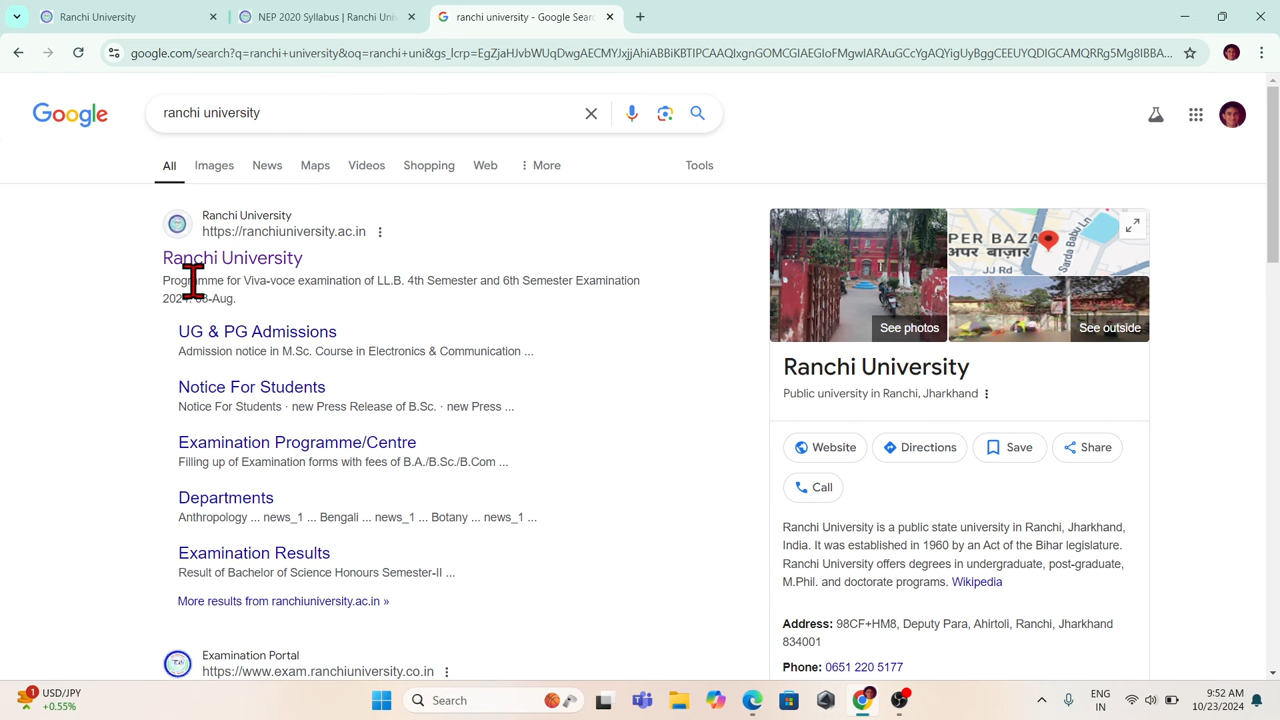 Ranchi University
NEP 2020 Syllabus | Ranchi Uni
ranchi university - Google Sear
google.com/search?q=ranchi+university&oq=ranchi+uni&gs_lcrp=EgZjaHJvbWUqDwgAECMYJxjjAhiABBiKBTIPCAAQIxgnGOMCGIAEGIoFMgwIARAuGCcYgAQYigUyBggCEEUYQDIGCAMQRRg5Mg8IBBA...
Google
ranchi university
All
Images
News
Maps
Videos
Shopping
Web
More
Tools
Ranchi University
https://ranchiuniversity.ac.in
Ranchi University
Programme for Viva-voce examination of LL.B. 4th Semester and 6th Semester Examination
Aug.
UG & PG Admissions
Admission notice in M.Sc. Course in Electronics & Communication ...
Notice For Students
Notice For Students · new Press Release of B.Sc. · new Press ...
Examination Programme/Centre
Filling up of Examination forms with fees of B.A./B.Sc./B.Com ...
Departments
Anthropology ... news_1 ... Bengali ... news_1 ... Botany ... news_1 ...
Examination Results
Result of Bachelor of Science Honours Semester-II ...
More results from ranchiuniversity.ac.in »
Examination Portal
https://www.exam.ranchiuniversity.co.in
PER BAZA
अपर बाज़ार
JJ Rd
Sarda Babu Ln
See photos
See outside
Ranchi University
Public university in Ranchi, Jharkhand
Website
Directions
Save
Share
Call
Ranchi University is a public state university in Ranchi, Jharkhand,
India. It was established in 1960 by an Act of the Bihar legislature.
Ranchi University offers degrees in undergraduate, post-graduate,
M.Phil. and doctorate programs. Wikipedia
Address: 98CF+HM8, Deputy Para, Ahirtoli, Ranchi, Jharkhand
834001
Phone: 0651 220 5177
1
USD/JPY
+0.55%
Search
ENG
IN
9:52 AM
10/23/2024